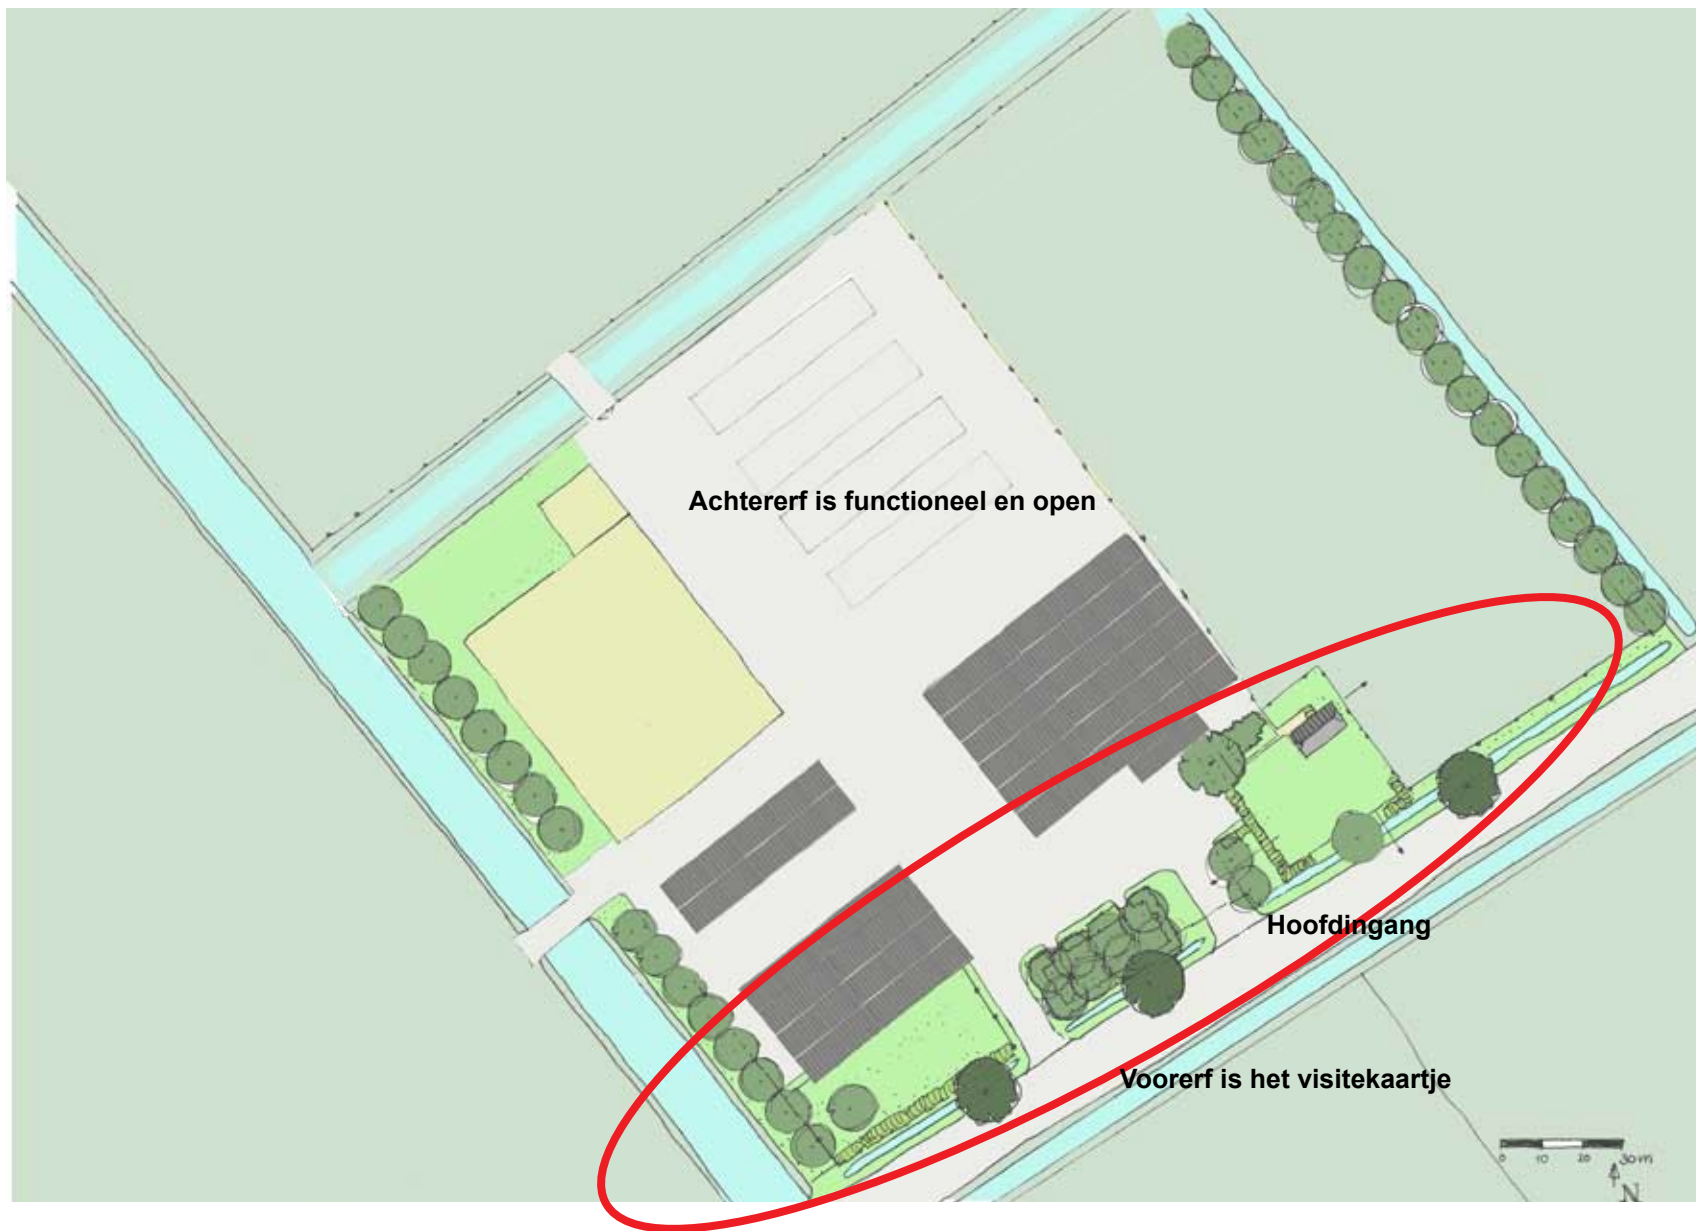 Achtererf is functioneel en open
Hoofdingang
Voorerf is het visitekaartje
0 10 20 30m
N